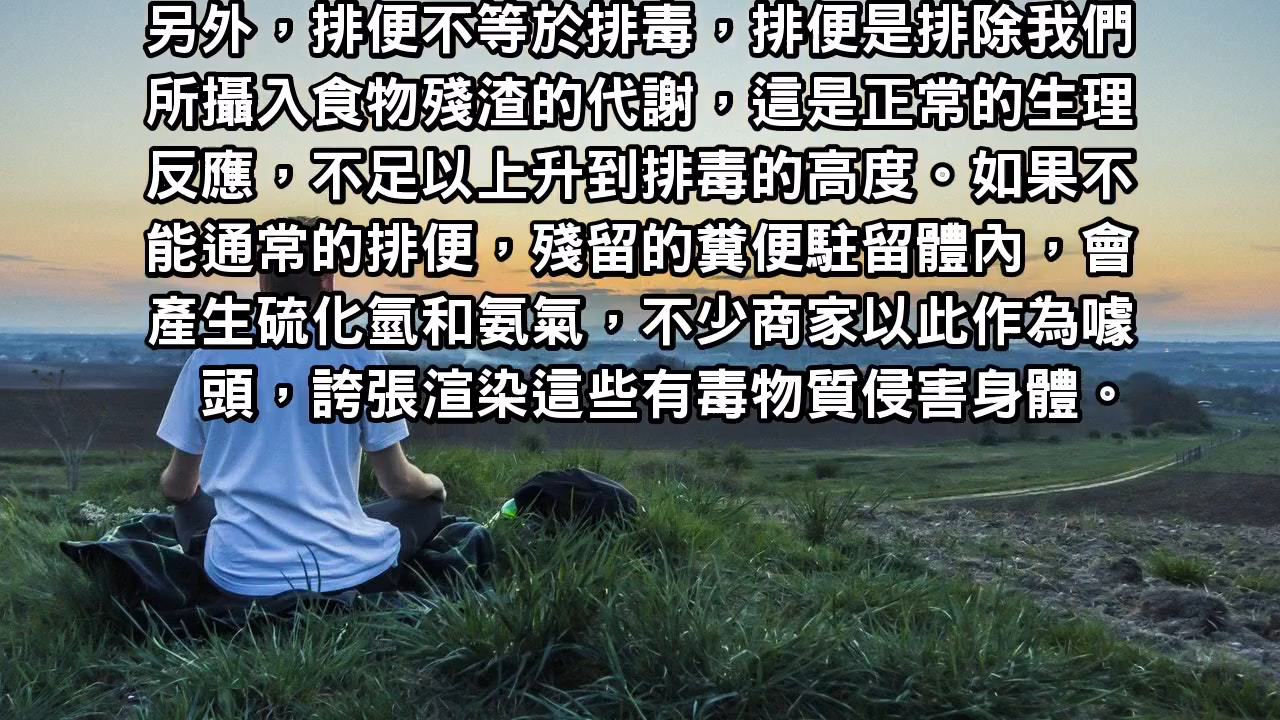 另外，排便不等於排毒，排便是排除我們
所攝入食物殘渣的代謝，這是正常的生理
反應，不足以上升到排毒的高度。如果不
能通常的排便，殘留的糞便駐留體內，會
產生硫化氫和氨氣，不少商家以此作為噱
頭，誇張渲染這些有毒物質侵害身體。